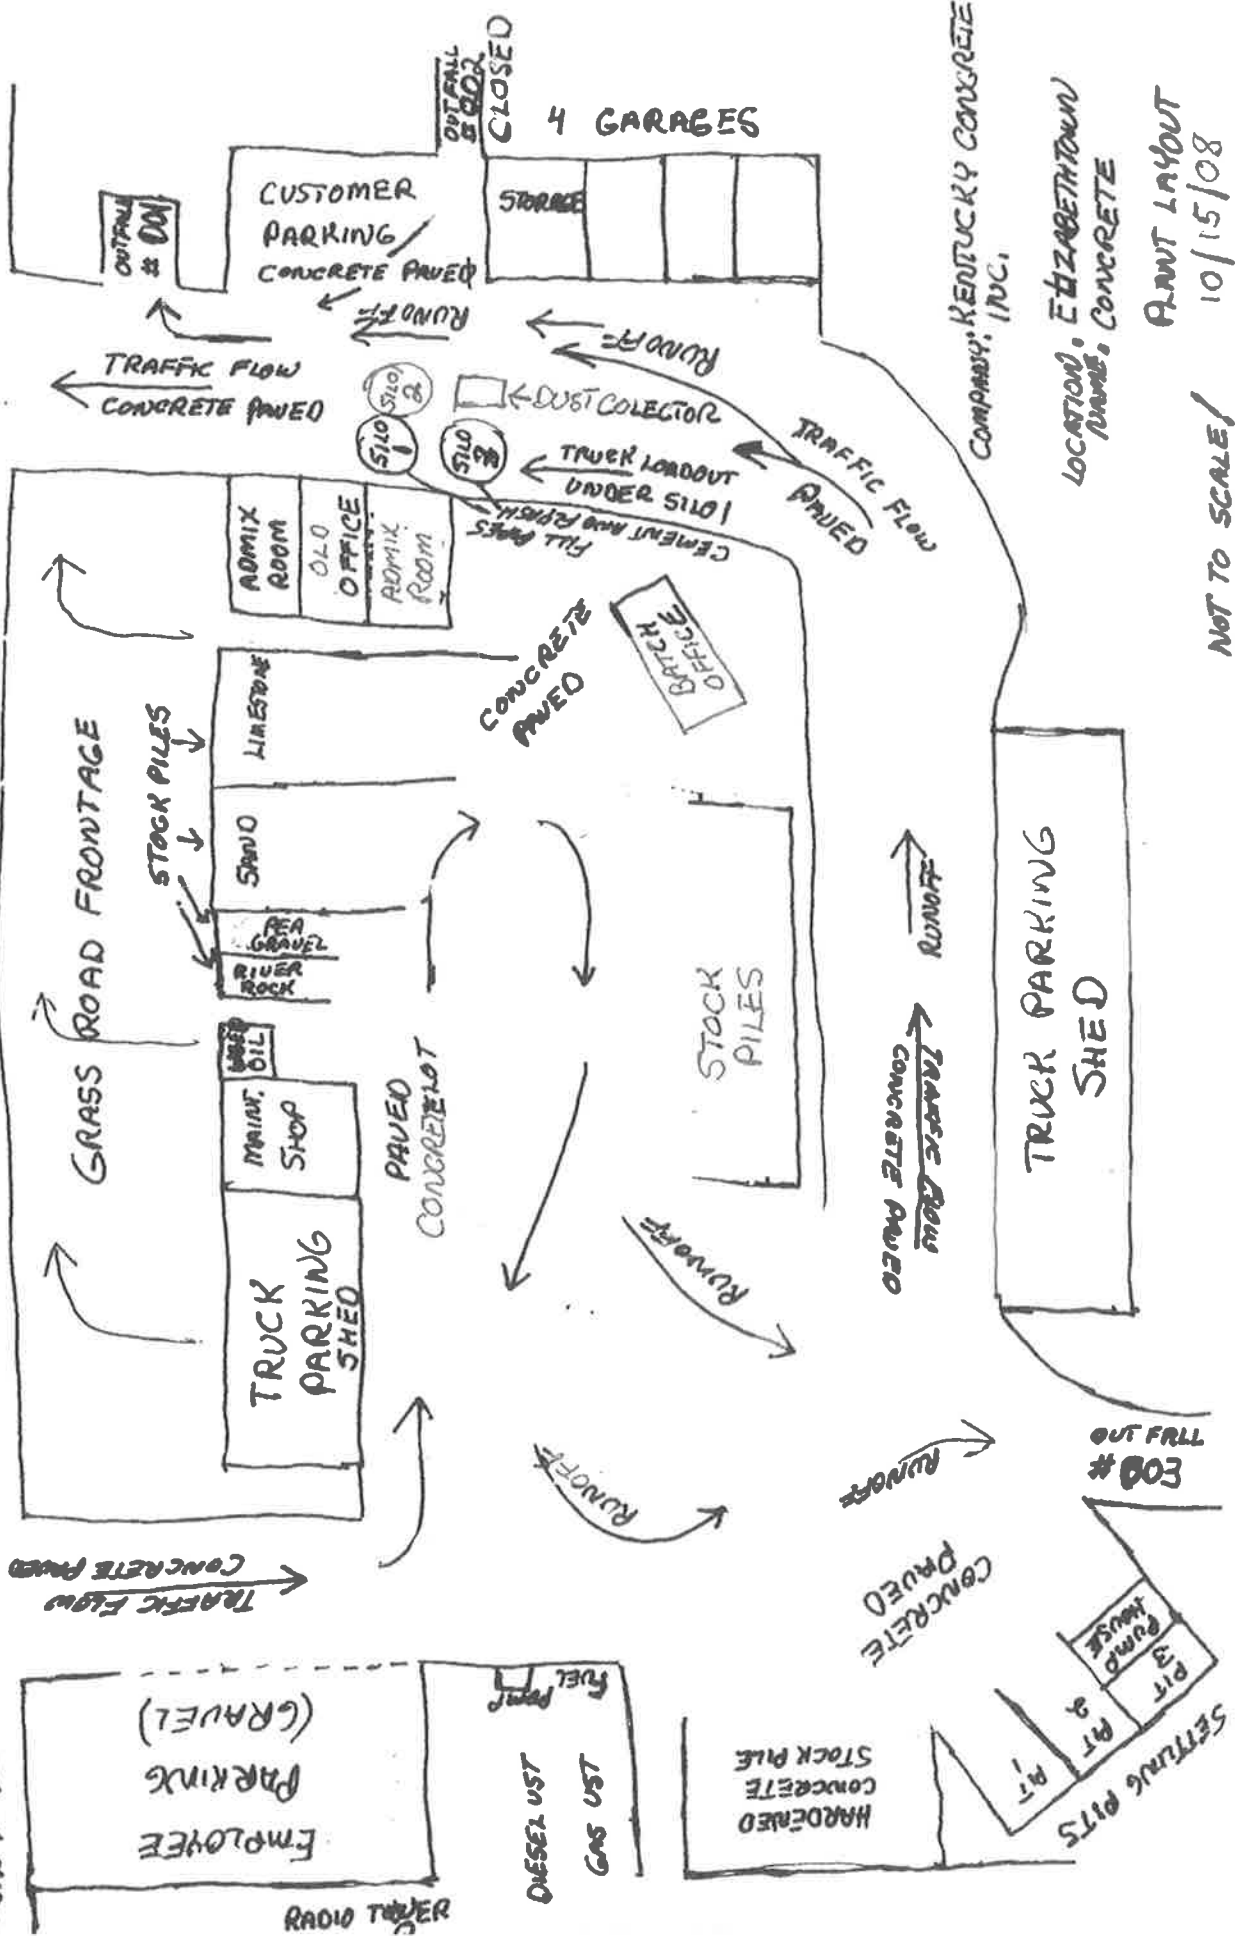 OUTFALL
# 002
CLOSED
4 GARAGES
OUTFALL
# 001
CUSTOMER
PARKING
CONCRETE PAVED
STORAGE
RUNOFF
RUNOFF
TRAFFIC FLOW
CONCRETE PAVED
SILO
2
SILO
1
SILO
3
DUST COLECTOR
TRUCK LOADOUT
UNDER SILO 1
CEMENT AND FLYASH
FILL PIPES
TRAFFIC FLOW
PAVED
ADMIX
ROOM
OLD
OFFICE
ADMIX
ROOM
BATCH
OFFICE
CONCRETE
PAVED
LIMESTONE
SAND
PEA
GRAVEL
RIVER
ROCK
STOCK PILES
GRASS ROAD FRONTAGE
USED
OIL
MAINT.
SHOP
TRUCK
PARKING
SHED
PAVED
CONCRETE LOT
STOCK
PILES
RUNOFF
TRAFFIC FLOW
CONCRETE PAVED
TRUCK PARKING
SHED
RUNOFF
RUNOFF
RUNOFF
OUT FALL
# 003
CONCRETE
PAVED
TRAFFIC FLOW
CONCRETE PAVED
EMPLOYEE
PARKING
(GRAVEL)
RADIO TOWER
FUEL
PUMP
DIESEL UST
GAS UST
HARDENED
CONCRETE
STOCK PILE
PIT
1
PIT
2
PIT
3
PUMP
HOUSE
SETTLING PITS
COMPANY: KENTUCKY CONCRETE
INC.
LOCATION: ELIZABETHTOWN
NAME: CONCRETE
PLANT LAYOUT
10/15/08
NOT TO SCALE!